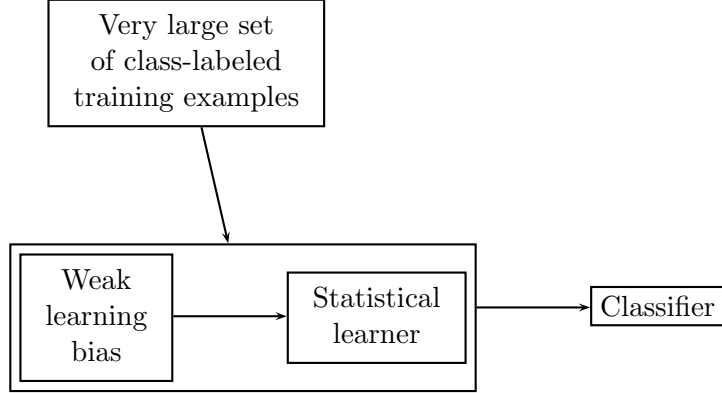 Very large set
of class-labeled
training examples
Weak
learning
bias
Statistical
learner
Classifier